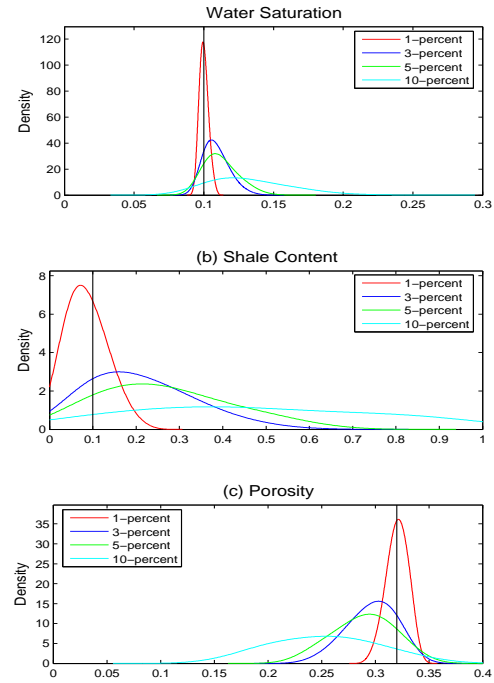 Water Saturation
120
100
80
60
40
20
0
Density
1-percent
3-percent
5-percent
10-percent
0 0.05 0.1 0.15 0.2 0.25 0.3
(b) Shale Content
8
6
4
2
0
Density
1-percent
3-percent
5-percent
10-percent
0 0.1 0.2 0.3 0.4 0.5 0.6 0.7 0.8 0.9 1
(c) Porosity
35
30
25
20
15
10
5
0
Density
1-percent
3-percent
5-percent
10-percent
0 0.05 0.1 0.15 0.2 0.25 0.3 0.35 0.4